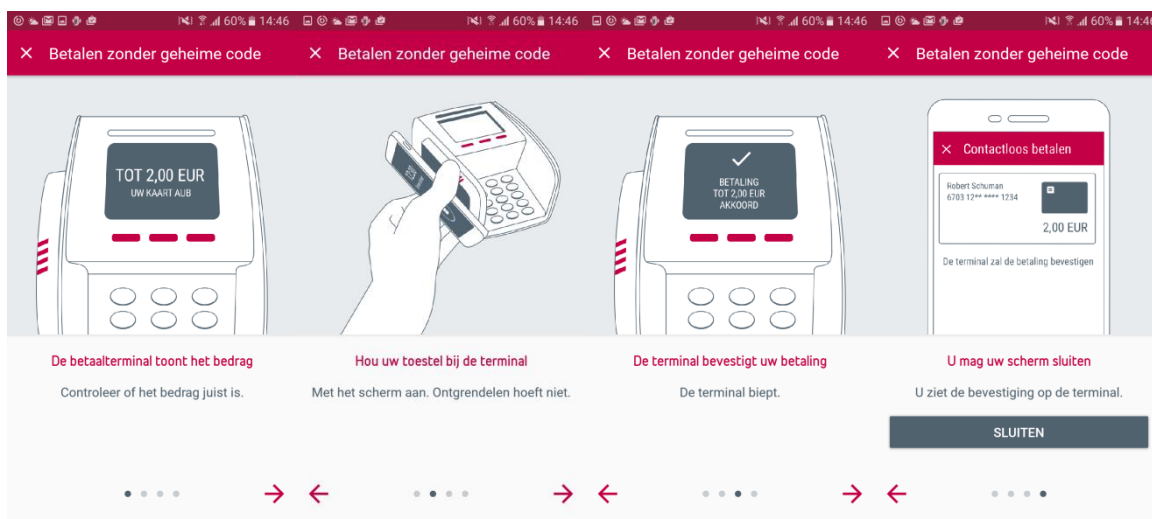 60% 14:46
× Betalen zonder geheime code
TOT 2,00 EUR
UW KAART AUB
De betaalterminal toont het bedrag
Controleer of het bedrag juist is.
60% 14:46
× Betalen zonder geheime code
Hou uw toestel bij de terminal
Met het scherm aan. Ontgrendelen hoeft niet.
60% 14:46
× Betalen zonder geheime code
BETALING
TOT 2,00 EUR
AKKOORD
De terminal bevestigt uw betaling
De terminal biept.
60% 14:46
× Betalen zonder geheime code
× Contactloos betalen
Robert Schuman
6703 12** **** 1234
2,00 EUR
De terminal zal de betaling bevestigen
U mag uw scherm sluiten
U ziet de bevestiging op de terminal.
SLUITEN